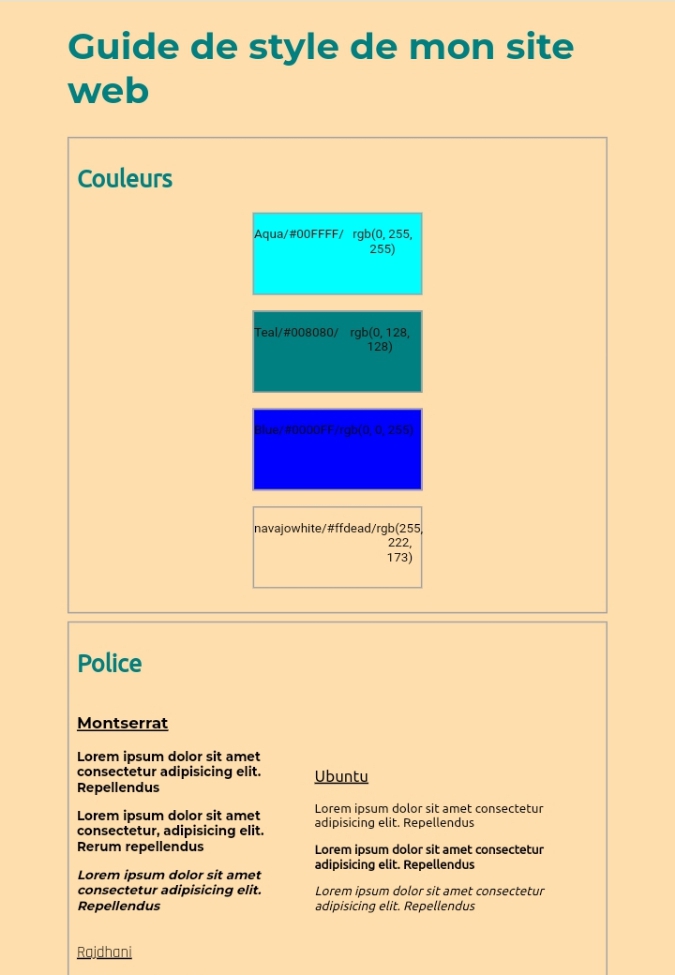 Guide de style de mon site
web
Couleurs
Aqua/#00FFFF/ rgb(0, 255,
255)
Teal/#008080/ rgb(0, 128,
128)
Blue/#0000FF/rgb(0, 0, 255)
navajowhite/#ffdead/rgb(255,
222,
173)
Police
Montserrat
Lorem ipsum dolor sit amet
consectetur adipisicing elit.
Repellendus
Lorem ipsum dolor sit amet
consectetur, adipisicing elit.
Rerum repellendus
Lorem ipsum dolor sit amet
consectetur adipisicing elit.
Repellendus
Ubuntu
Lorem ipsum dolor sit amet consectetur
adipisicing elit. Repellendus
Lorem ipsum dolor sit amet consectetur
adipisicing elit. Repellendus
Lorem ipsum dolor sit amet consectetur
adipisicing elit. Repellendus
Rajdhani